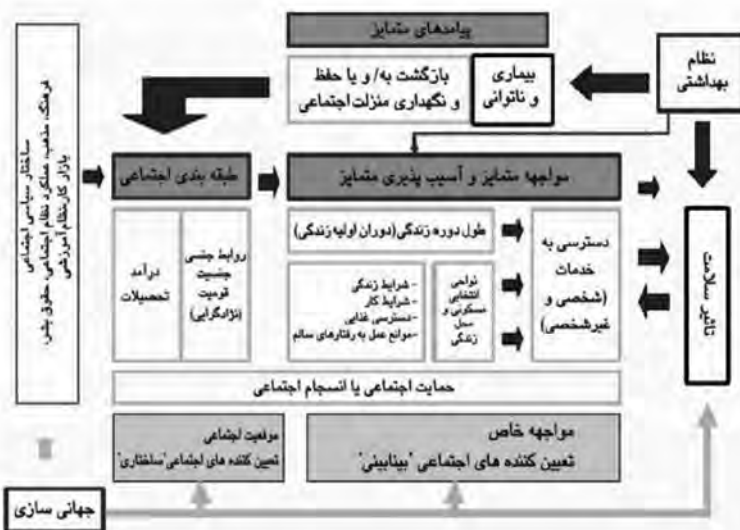 پیامدهای متمایز
نظام
بهداشتی
بیماری
و ناتوانی
بازگشت به/ و یا حفظ
و نگهداری منزلت اجتماعی
ساختار سیاسی اجتماعی
فرهنگ، مذهب، عملکرد نظام اجتماعی، حقوق بشر،
بازار کار،نظام آموزشی
طبقه بندی اجتماعی
مواجهه متمایز و آسیب پذیری متمایز
روابط جنسی
جنسیت
قومیت
(نژادگرایی)
درآمد
تحصیلات
طول دوره زندگی(دوران اولیه زندگی)
-شرایط زندگی
-شرایط کار
-دسترسی غذایی
-موانع عمل به رفتارهای سالم
نواحی
انتخابی
مسکونی و
محل
زندگی
دسترسی به
خدمات
(شخصی و
غیرشخصی)
تاثیر سلامت
حمایت اجتماعی یا انسجام اجتماعی
موقعیت اجتماعی
تعیین کننده های اجتماعی"ساختاری"
مواجهه خاص
تعیین کننده های اجتماعی "بینابینی"
جهانی سازی